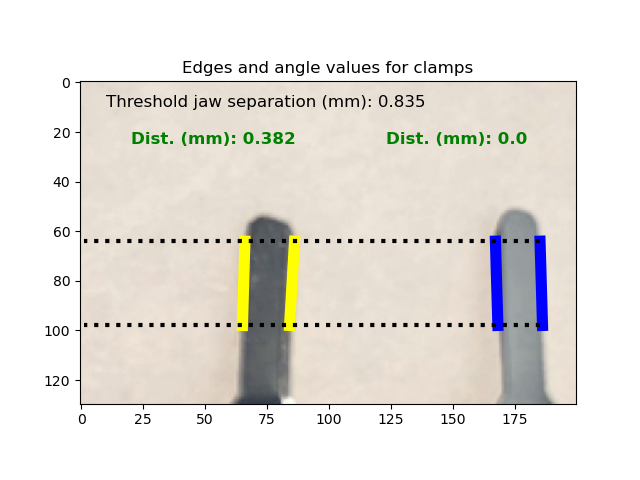 Edges and angle values for clamps
Threshold jaw separation (mm): 0.835
Dist. (mm): 0.382 Dist. (mm): 0.0
0
20
40
60
80
100
120
0 25 50 75 100 125 150 175